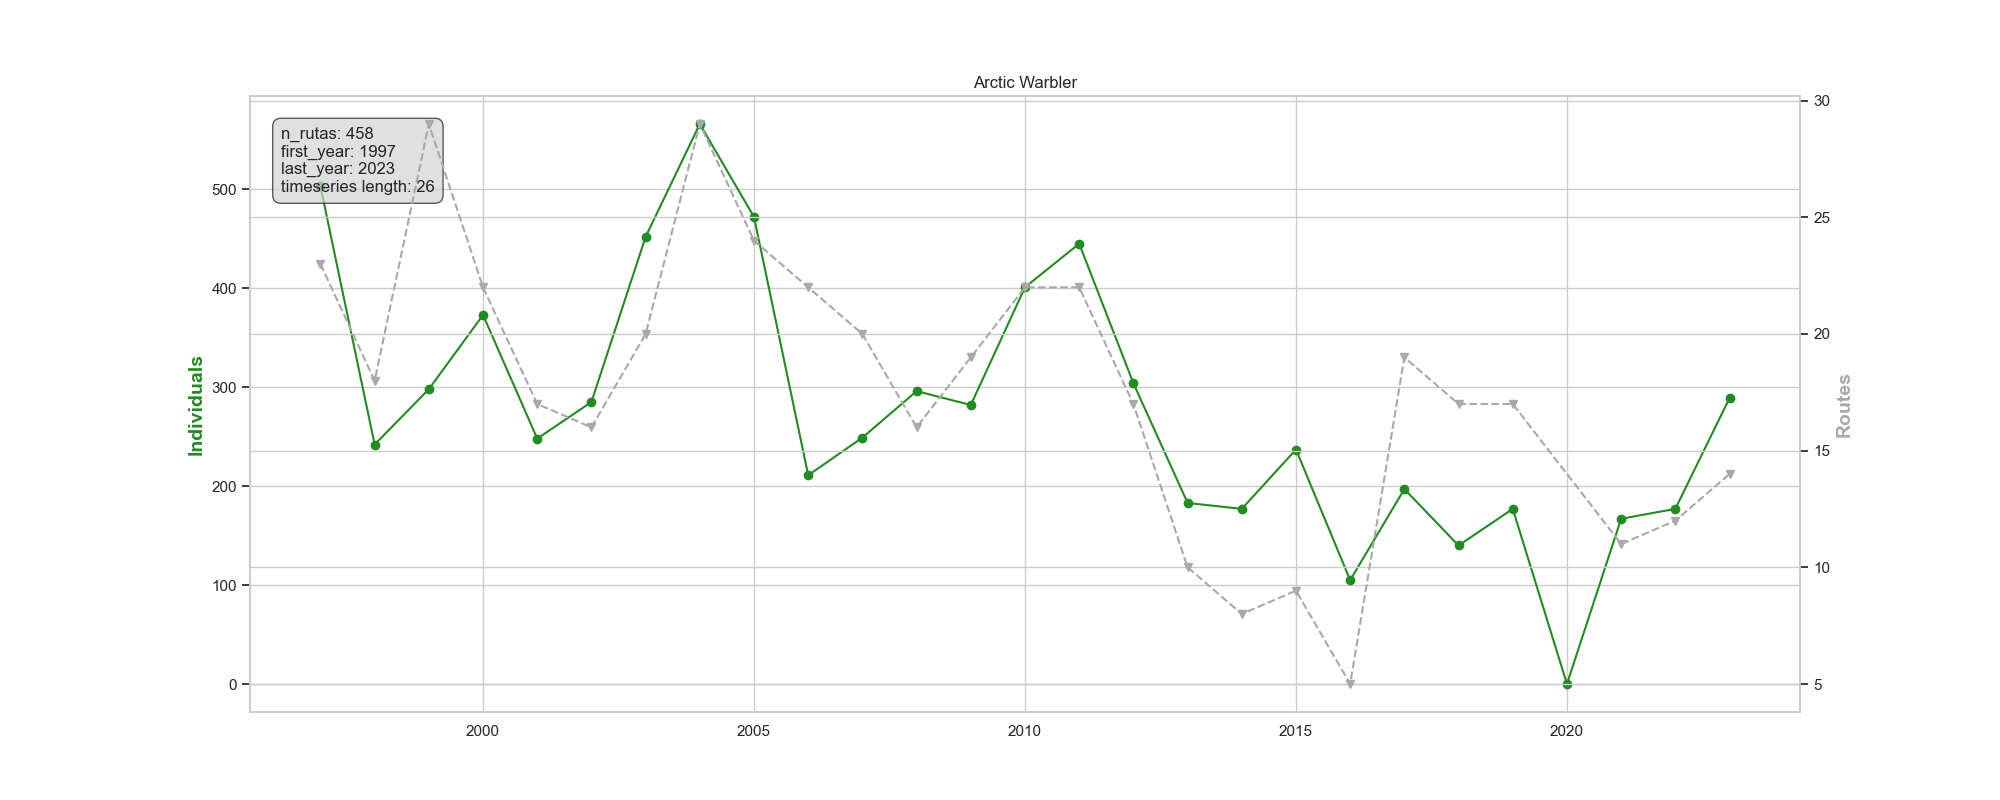 Arctic Warbler
n_rutas: 458
first_year: 1997
last_year: 2023
timeseries length: 26
Individuals
500
400
300
200
100
0
Routes
30
25
20
15
10
5
2000
2005
2010
2015
2020